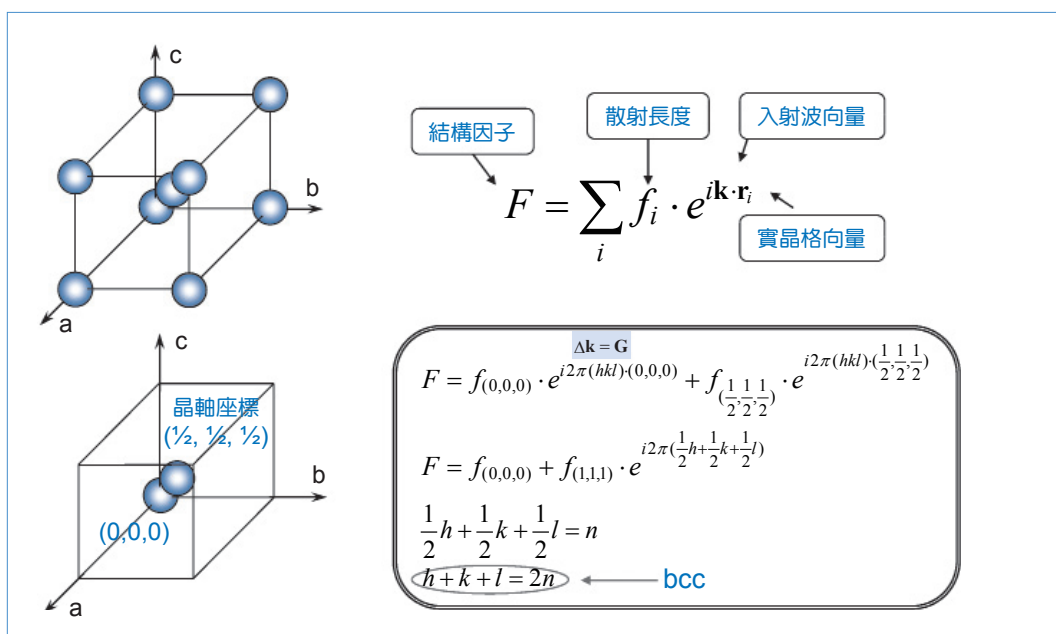 c
b
a
結構因子
散射長度
入射波向量
F = ∑_i f_i · e^{i𝐤·𝐫_i}
實晶格向量
c
晶軸座標
(½, ½, ½)
b
(0,0,0)
a
Δ𝐤 = 𝐆
F = f_{(0,0,0)} · e^{i2π(hkl)·(0,0,0)} + f_{(1/2,1/2,1/2)} · e^{i2π(hkl)·(1/2,1/2,1/2)}
F = f_{(0,0,0)} + f_{(1,1,1)} · e^{i2π(1/2h+1/2k+1/2l)}
1/2h + 1/2k + 1/2l = n
h + k + l = 2n
bcc